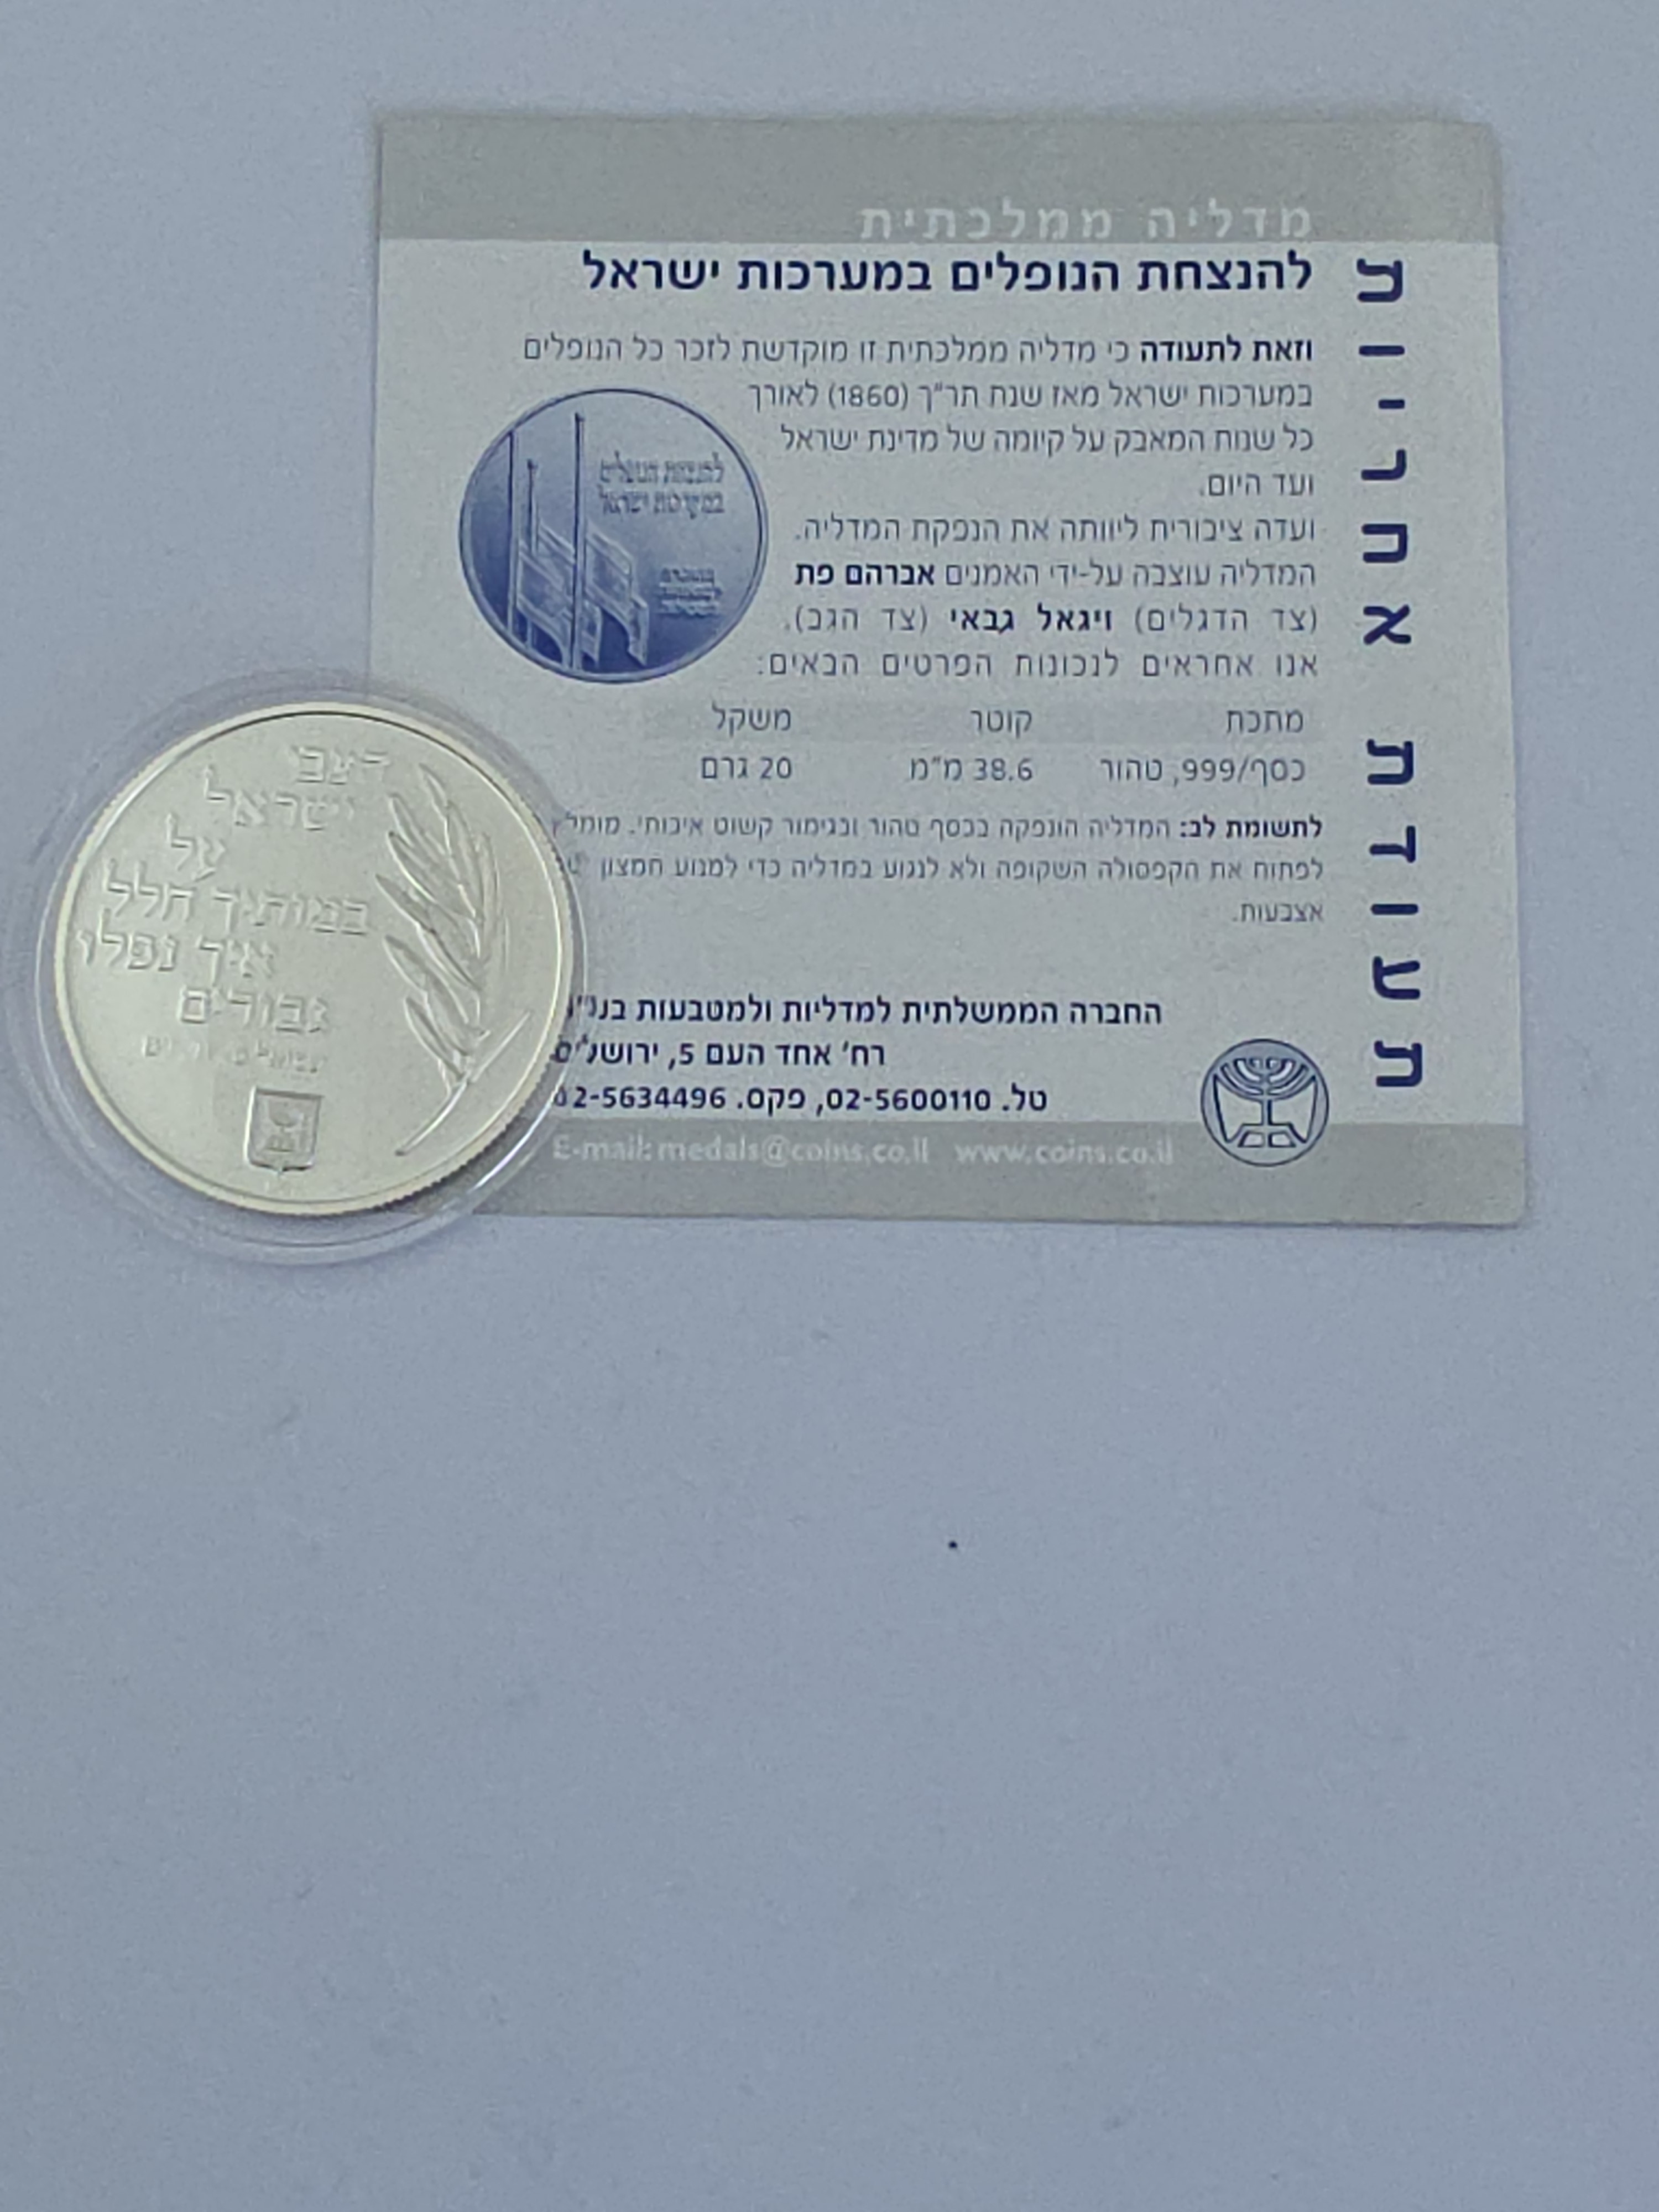 מדליה ממלכתית
להנצחת הנופלים במערכות ישראל
וזאת לתעודה כי מדליה ממלכתית זו מוקדשת לזכר כל הנופלים
במערכות ישראל מאז שנת תר"ך (1860) לאורך
כל שנות המאבק על קיומה של מדינת ישראל
ועד היום.
ועדה ציבורית ליוותה את הנפקת המדליה.
המדליה עוצבה על-ידי האמנים אברהם פת
(צד הדגלים) ויגאל גבאי (צד הגב).
אנו אחראים לנכונות הפרטים הבאים:
מתכת קוטר משקל
כסף/999, טהור 38.6 מ"מ 20 גרם
לתשומת לב: המדליה הונפקה בכסף טהור ובגימור קשוט איכותי. מומלץ
לפתוח את הקפסולה השקופה ולא לנגוע במדליה כדי למנוע חמצון
אצבעות.
החברה הממשלתית למדליות ולמטבעות בע"מ
רח' אחד העם 5, ירושלים
טל. 02-5600110, פקס. 02-5634496
E-mail: medals@coins.co.il www.coins.co.il
תעודת אחריות
להנצחת הנופלים
במערכות ישראל
הצבי
ישראל
על
במותיך חלל
איך נפלו
גבורים